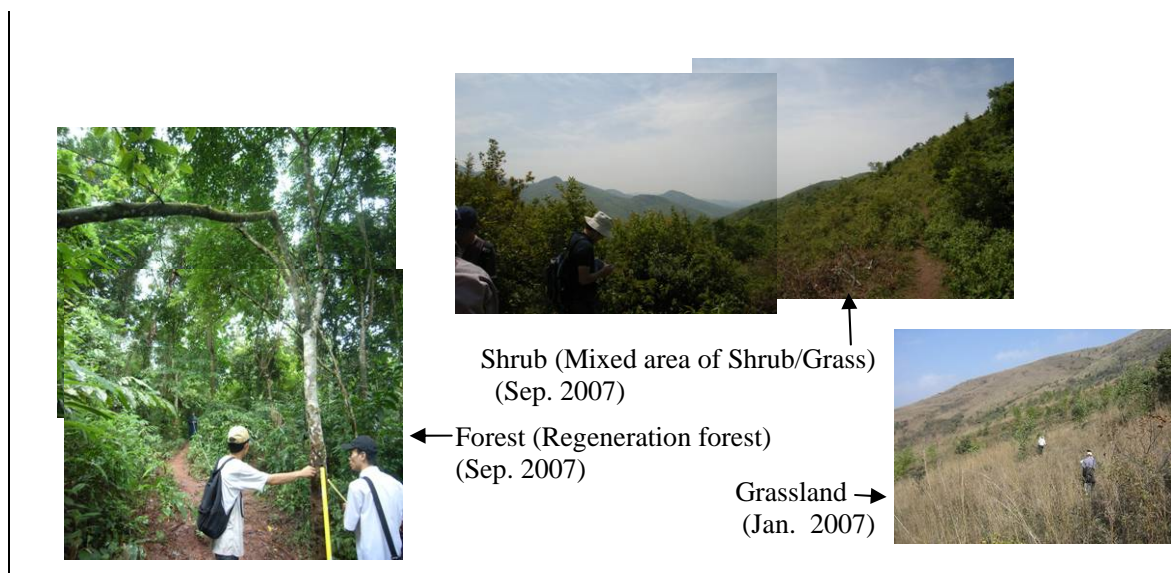 Shrub (Mixed area of Shrub/Grass)
(Sep. 2007)
Forest (Regeneration forest)
(Sep. 2007)
Grassland
(Jan. 2007)